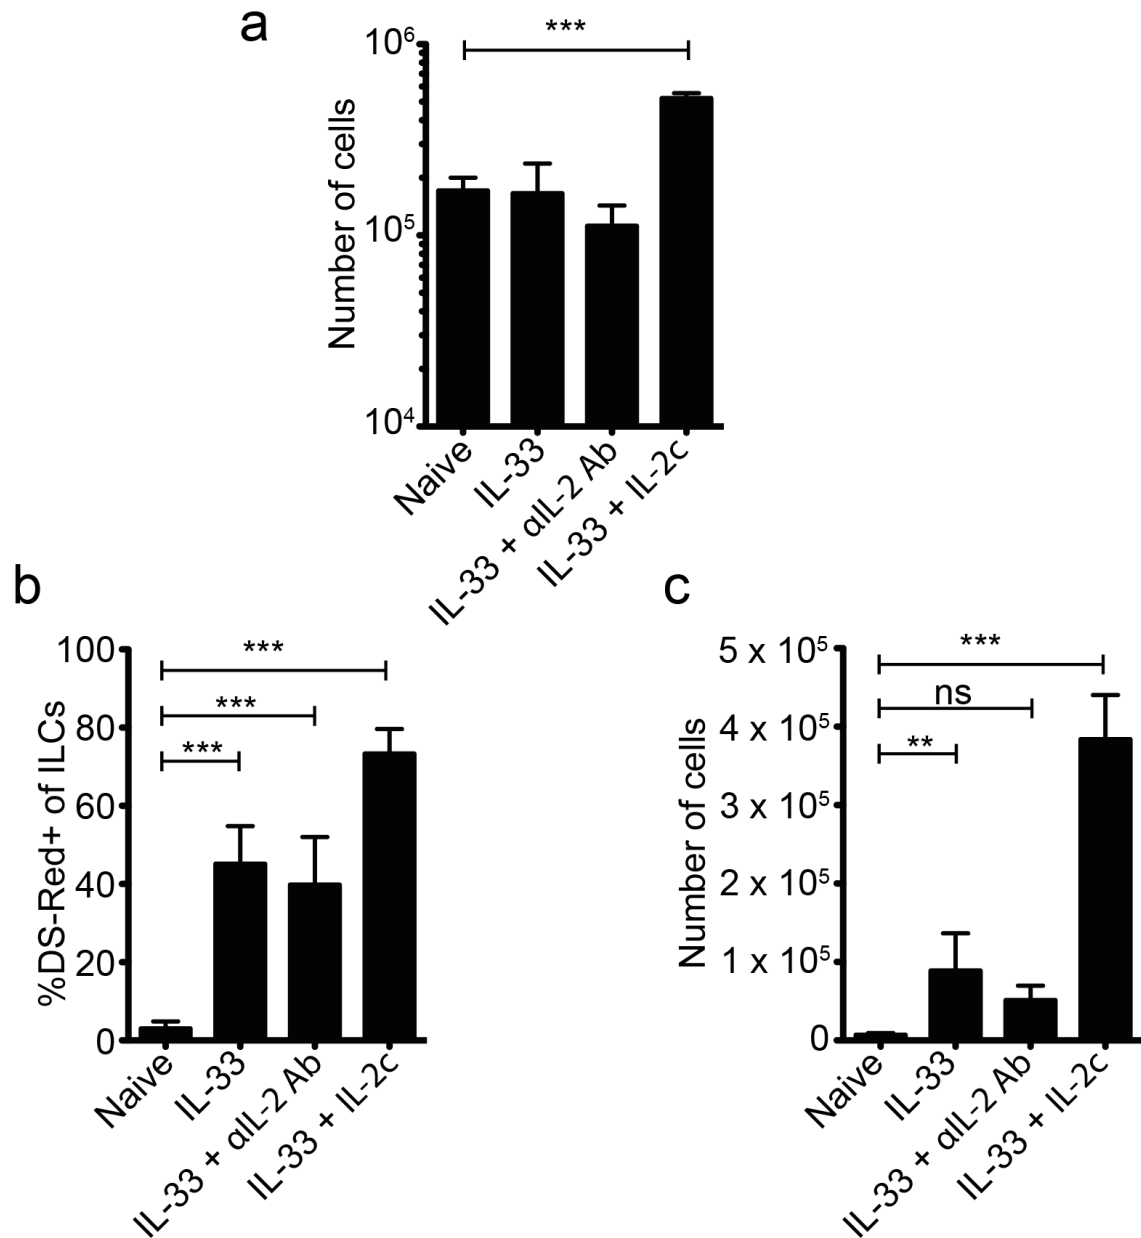 a
***
10⁶
10⁵
10⁴
Number of cells
Naive
IL-33
IL-33 + αIL-2 Ab
IL-33 + IL-2c
b
***
***
***
100
80
60
40
20
0
%DS-Red+ of ILCs
Naive
IL-33
IL-33 + αIL-2 Ab
IL-33 + IL-2c
c
***
ns
**
5 x 10⁵
4 x 10⁵
3 x 10⁵
2 x 10⁵
1 x 10⁵
0
Number of cells
Naive
IL-33
IL-33 + αIL-2 Ab
IL-33 + IL-2c